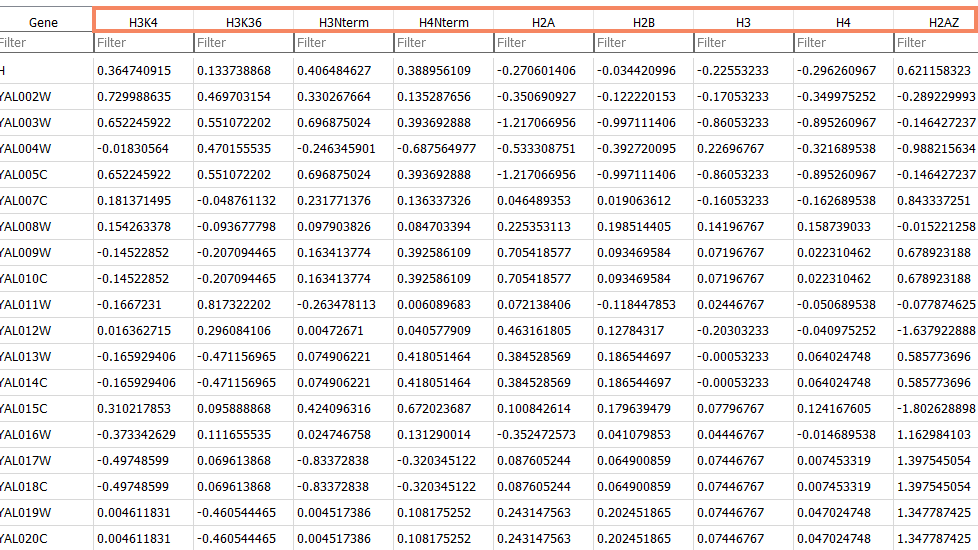 Gene H3K4 H3K36 H3Nterm H4Nterm H2A H2B H3 H4 H2AZ
Filter Filter Filter Filter Filter Filter Filter Filter Filter Filter
H 0.364740915 0.133738868 0.406484627 0.388956109 -0.270601406 -0.034420996 -0.22553233 -0.296260967 0.621158323
YAL002W 0.729988635 0.469703154 0.330267664 0.135287656 -0.350690927 -0.122220153 -0.17053233 -0.349975252 -0.289229993
YAL003W 0.652245922 0.551072202 0.696875024 0.393692888 -1.217066956 -0.997111406 -0.86053233 -0.895260967 -0.146427237
YAL004W -0.01830564 0.470155535 -0.246345901 -0.687564977 -0.533308751 -0.392720095 0.22696767 -0.321689538 -0.988215634
YAL005C 0.652245922 0.551072202 0.696875024 0.393692888 -1.217066956 -0.997111406 -0.86053233 -0.895260967 -0.146427237
YAL007C 0.181371495 -0.048761132 0.231771376 0.136337326 0.046489353 0.019063612 -0.16053233 -0.162689538 0.843337251
YAL008W 0.154263378 -0.093677798 0.097903826 0.084703394 0.225353113 0.198514405 0.14196767 0.158739033 -0.015221258
YAL009W -0.14522852 -0.207094465 0.163413774 0.392586109 0.705418577 0.093469584 0.07196767 0.022310462 0.678923188
YAL010C -0.14522852 -0.207094465 0.163413774 0.392586109 0.705418577 0.093469584 0.07196767 0.022310462 0.678923188
YAL011W -0.1667231 0.817322202 -0.263478113 0.006089683 0.072138406 -0.118447853 0.02446767 -0.050689538 -0.077874625
YAL012W 0.016362715 0.296084106 0.00472671 0.040577909 0.463161805 0.12784317 -0.20303233 -0.040975252 -1.637922888
YAL013W -0.165929406 -0.471156965 0.074906221 0.418051464 0.384528569 0.186544697 -0.00053233 0.064024748 0.585773696
YAL014C -0.165929406 -0.471156965 0.074906221 0.418051464 0.384528569 0.186544697 -0.00053233 0.064024748 0.585773696
YAL015C 0.310217853 0.095888868 0.424096316 0.672023687 0.100842614 0.179639479 0.07796767 0.124167605 -1.802628898
YAL016W -0.373342629 0.111655535 0.024746758 0.131290014 -0.352472573 0.041079853 0.04446767 -0.014689538 1.162984103
YAL017W -0.49748599 0.069613868 -0.83372838 -0.320345122 0.087605244 0.064900859 0.07446767 0.007453319 1.397545054
YAL018C -0.49748599 0.069613868 -0.83372838 -0.320345122 0.087605244 0.064900859 0.07446767 0.007453319 1.397545054
YAL019W 0.004611831 -0.460544465 0.004517386 0.108175252 0.243147563 0.202451865 0.07446767 0.047024748 1.347787425
YAL020C 0.004611831 -0.460544465 0.004517386 0.108175252 0.243147563 0.202451865 0.07446767 0.047024748 1.347787425